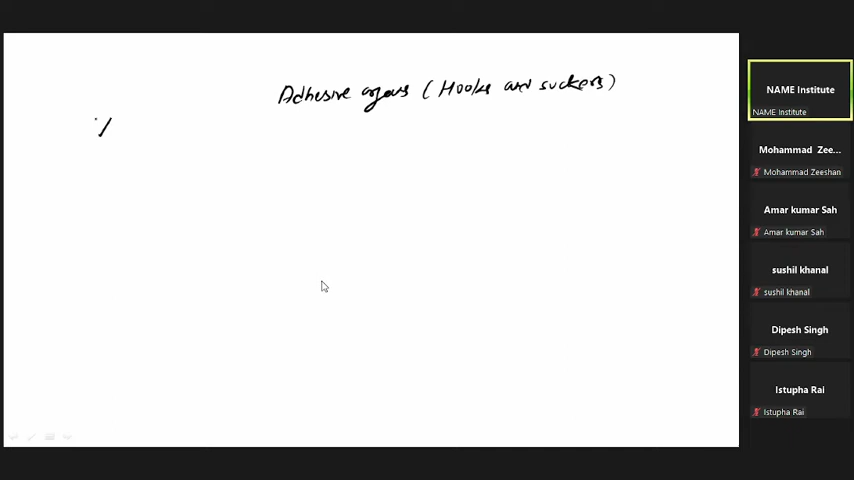 Adhesive organs (Hooks and suckers)
NAME Institute
NAME Institute
Mohammad Zee...
Mohammad Zeeshan
Amar kumar Sah
Amar kumar Sah
sushil khanal
sushil khanal
Dipesh Singh
Dipesh Singh
Istupha Rai
Istupha Rai